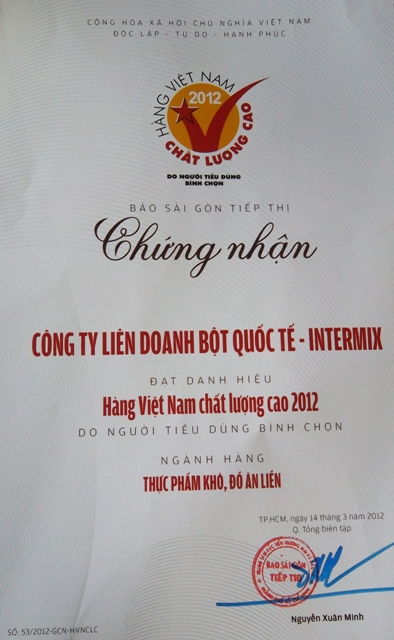 CỘNG HÒA XÃ HỘI CHỦ NGHĨA VIỆT NAM
ĐỘC LẬP - TỰ DO - HẠNH PHÚC
HÀNG VIỆT NAM
2012
CHẤT LƯỢNG CAO
DO NGƯỜI TIÊU DÙNG
BÌNH CHỌN
BÁO SÀI GÒN TIẾP THỊ
Chứng nhận
CÔNG TY LIÊN DOANH BỘT QUỐC TẾ - INTERMIX
ĐẠT DANH HIỆU
Hàng Việt Nam chất lượng cao 2012
DO NGƯỜI TIÊU DÙNG BÌNH CHỌN
NGÀNH HÀNG
THỰC PHẨM KHÔ, ĐỒ ĂN LIỀN
TP.HCM, ngày 14 tháng 3 năm 2012
Q. Tổng biên tập
BÁO SÀI GÒN
TIẾP THỊ
Nguyễn Xuân Minh
SỐ: 53/2012-GCN-HVNCLC